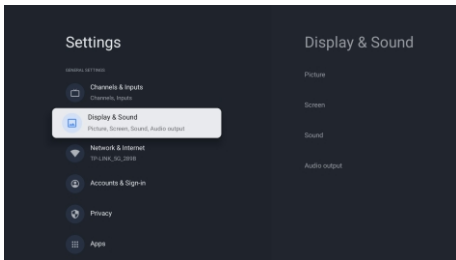 Settings
GENERAL SETTINGS
Channels & Inputs
Channels, Inputs
Display & Sound
Picture, Screen, Sound, Audio output
Network & Internet
TP-LINK_5G_289B
Accounts & Sign-in
Privacy
Apps
Display & Sound
Picture
Screen
Sound
Audio output